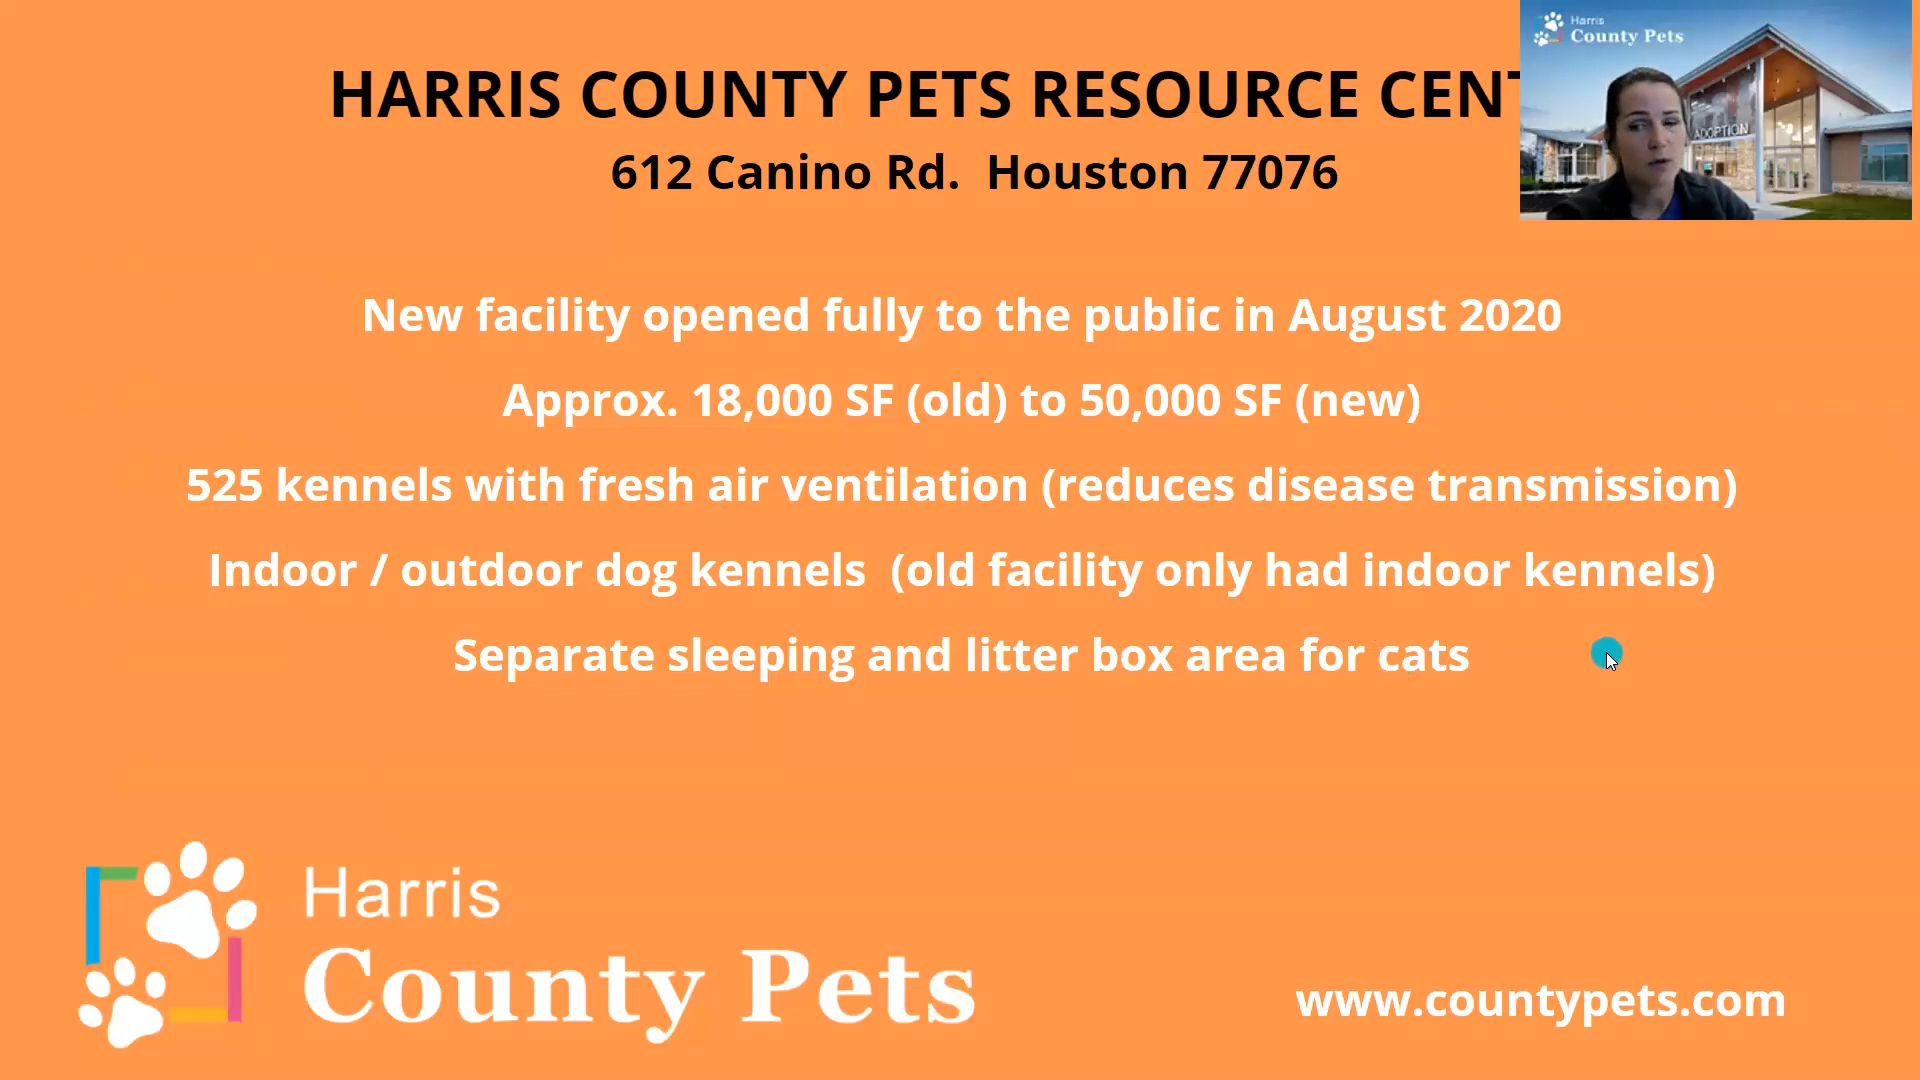 HARRIS COUNTY PETS RESOURCE CENT
612 Canino Rd.  Houston 77076
Harris
County Pets
ADOPTION
New facility opened fully to the public in August 2020
Approx. 18,000 SF (old) to 50,000 SF (new)
525 kennels with fresh air ventilation (reduces disease transmission)
Indoor / outdoor dog kennels  (old facility only had indoor kennels)
Separate sleeping and litter box area for cats
Harris
County Pets
www.countypets.com